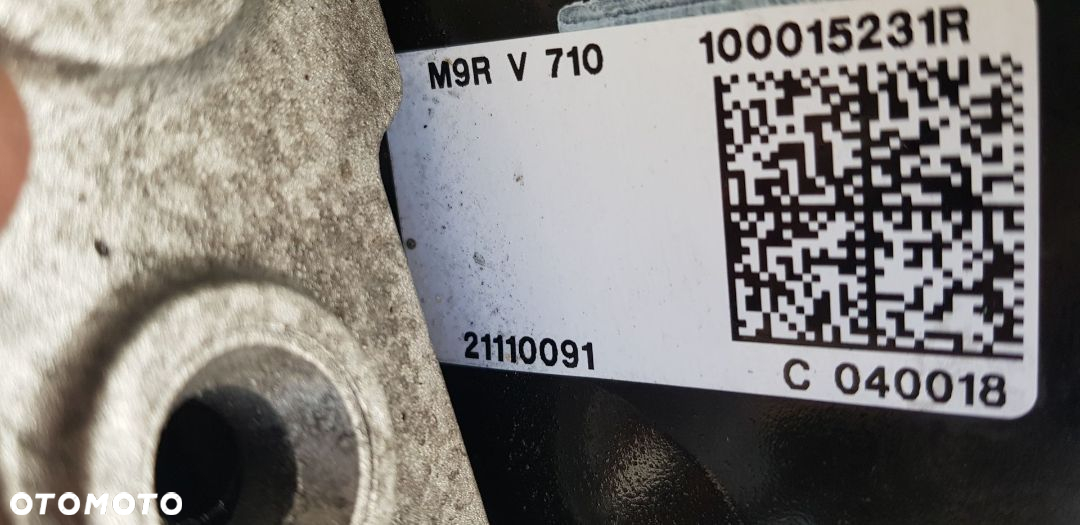 M9R V 710
100015231R
21110091
C 040018
OTOMOTO